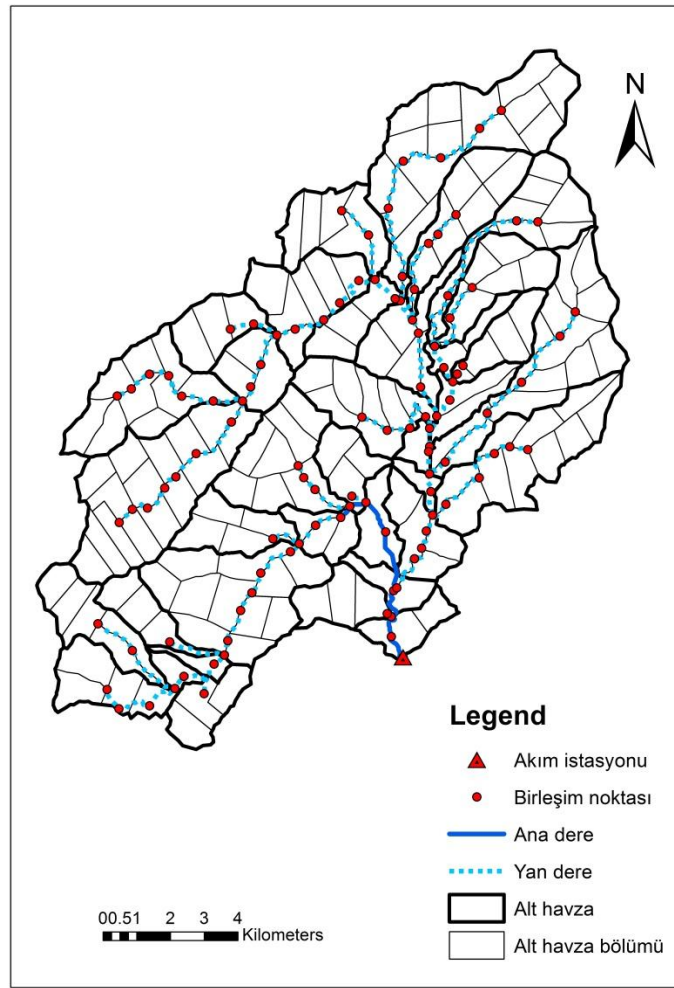 N
Legend
Akım istasyonu
Birleşim noktası
Ana dere
Yan dere
Alt havza
Alt havza bölümü
00.51 2 3 4
Kilometers